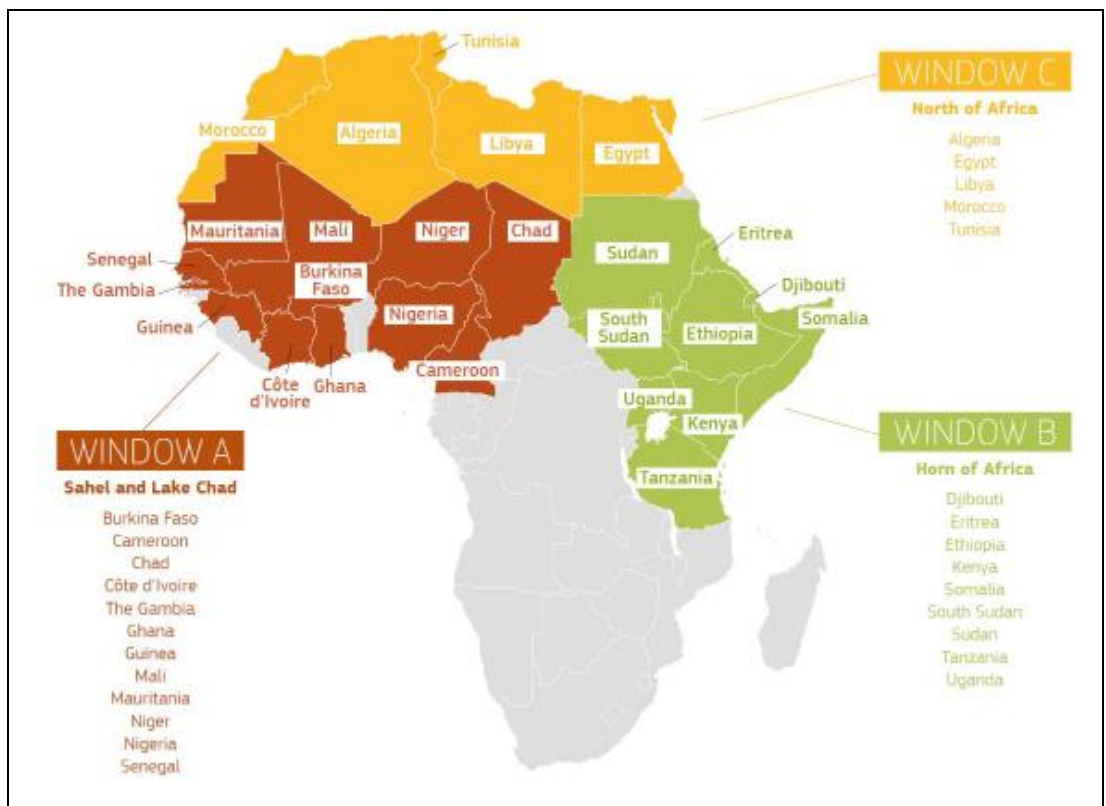 Tunisia
WINDOW C
North of Africa
Algeria
Egypt
Libya
Morocco
Tunisia
Morocco
Algeria
Libya
Egypt
Mauritania
Mali
Niger
Chad
Senegal
The Gambia
Guinea
Burkina
Faso
Nigeria
Côte
d'Ivoire
Ghana
Cameroon
Sudan
Eritrea
Djibouti
Somalia
South
Sudan
Ethiopia
Uganda
Kenya
Tanzania
WINDOW A
Sahel and Lake Chad
Burkina Faso
Cameroon
Chad
Côte d'Ivoire
The Gambia
Ghana
Guinea
Mali
Mauritania
Niger
Nigeria
Senegal
WINDOW B
Horn of Africa
Djibouti
Eritrea
Ethiopia
Kenya
Somalia
South Sudan
Sudan
Tanzania
Uganda